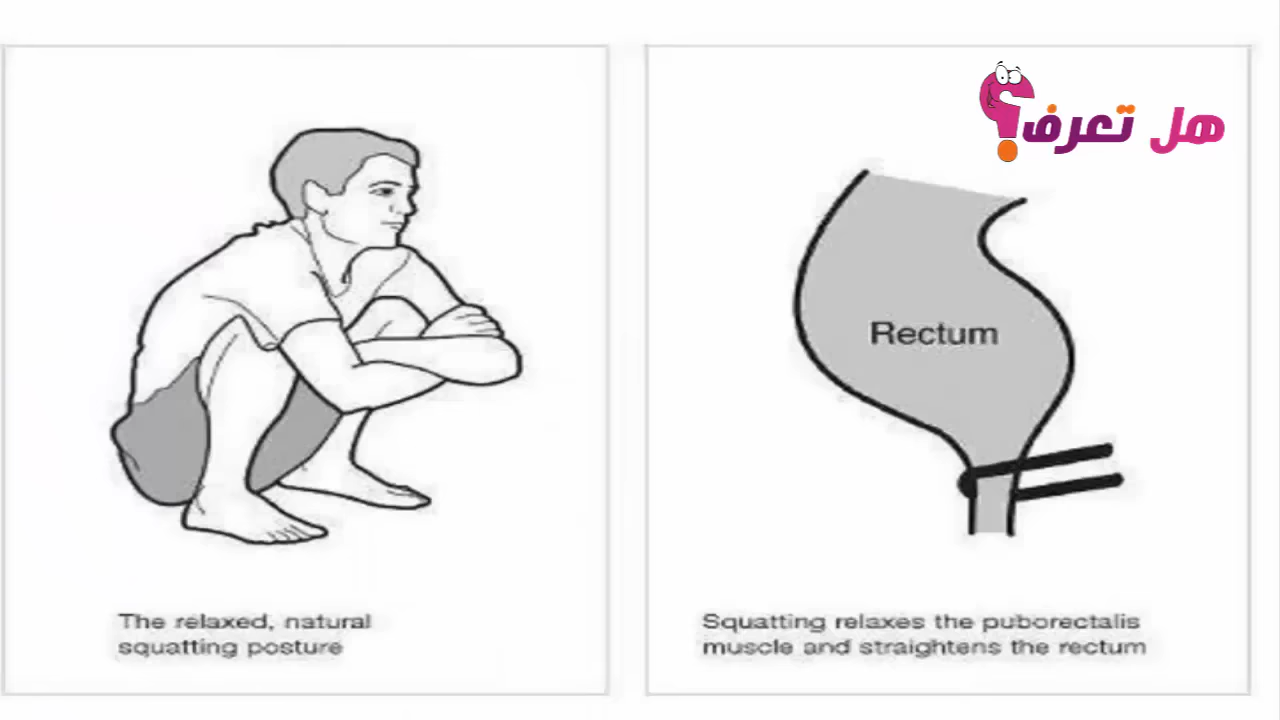 هل تعرف؟
Rectum
The relaxed, natural
squatting posture
Squatting relaxes the puborectalis
muscle and straightens the rectum